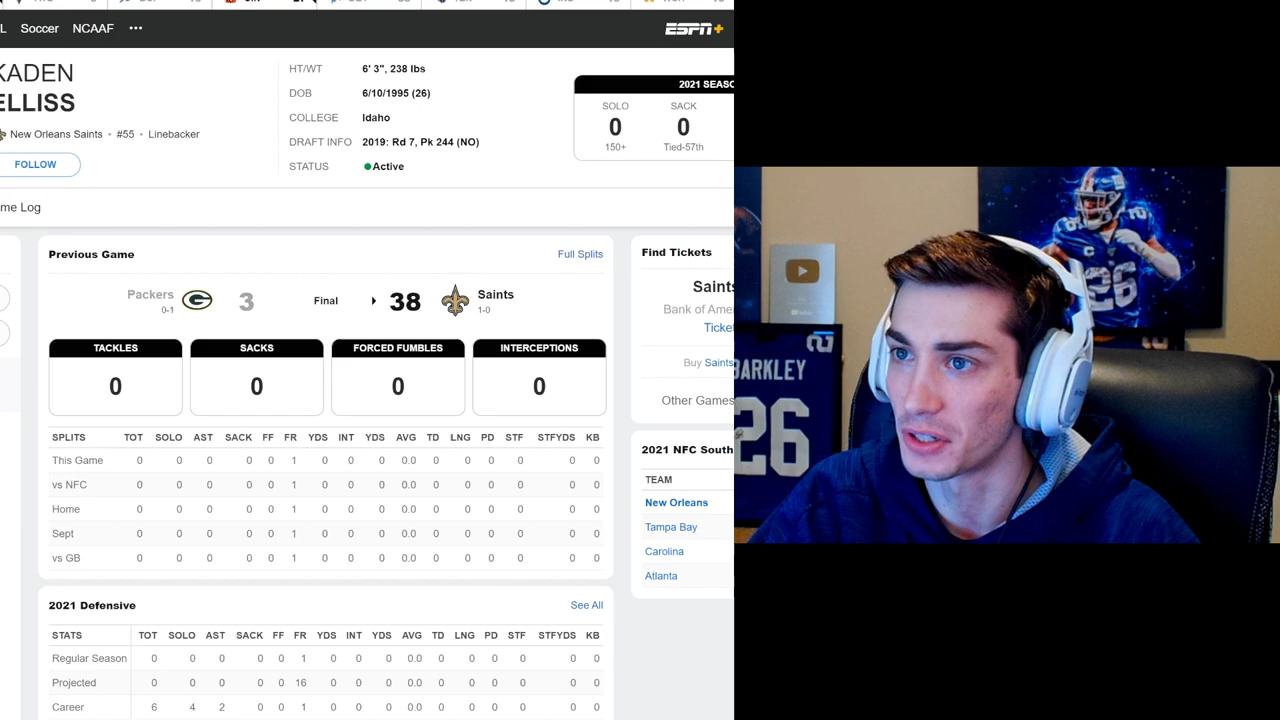 L Soccer NCAAF ...
ESPN+
KADEN
ELLISS
New Orleans Saints • #55 • Linebacker
FOLLOW
HT/WT 6' 3", 238 lbs
DOB 6/10/1995 (26)
COLLEGE Idaho
DRAFT INFO 2019: Rd 7, Pk 244 (NO)
STATUS Active
2021 SEASO
SOLO SACK
0 0
150+ Tied-57th
me Log
Previous Game Full Splits
Packers 3 Final 38 Saints
0-1 1-0
TACKLES SACKS FORCED FUMBLES INTERCEPTIONS
0 0 0 0
SPLITS TOT SOLO AST SACK FF FR YDS INT YDS AVG TD LNG PD STF STFYDS KB
This Game 0 0 0 0 0 1 0 0 0 0.0 0 0 0 0 0 0
vs NFC 0 0 0 0 0 1 0 0 0 0.0 0 0 0 0 0 0
Home 0 0 0 0 0 1 0 0 0 0.0 0 0 0 0 0 0
Sept 0 0 0 0 0 1 0 0 0 0.0 0 0 0 0 0 0
vs GB 0 0 0 0 0 1 0 0 0 0.0 0 0 0 0 0 0
2021 Defensive See All
STATS TOT SOLO AST SACK FF FR YDS INT YDS AVG TD LNG PD STF STFYDS KB
Regular Season 0 0 0 0 0 1 0 0 0 0.0 0 0 0 0 0 0
Projected 0 0 0 0 0 16 0 0 0 0.0 0 0 0 0 0 0
Career 6 4 2 0 0 1 0 0 0 0.0 0 0 0 0 0 0
Find Tickets
Saints
Bank of Amer
Ticke
Buy Saints
Other Games
2021 NFC South
TEAM
New Orleans
Tampa Bay
Carolina
Atlanta
26
C
26
BARKLEY
26